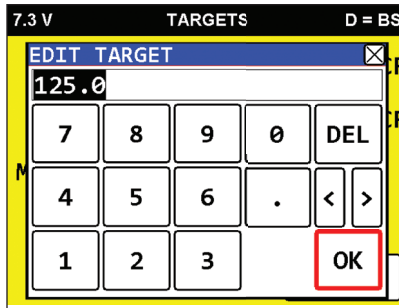 7.3 V TARGETS D = BS
EDIT TARGET
125.0
7 8 9 0 DEL
4 5 6 . < >
1 2 3 OK